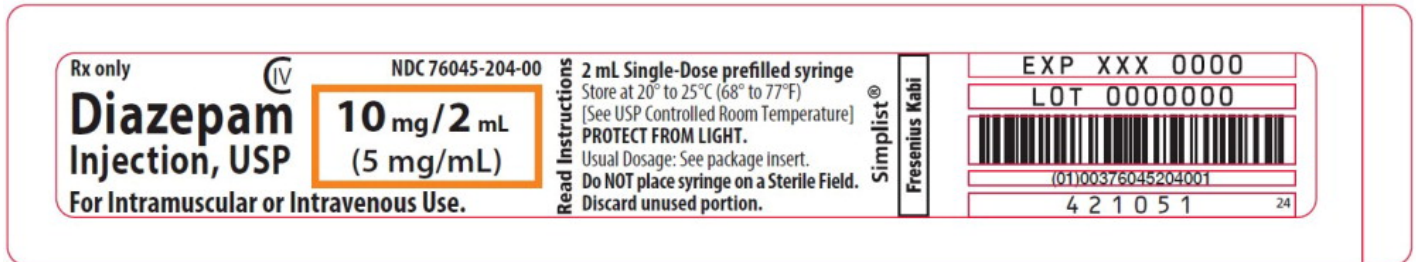 Rx only
CIV
NDC 76045-204-00
Diazepam
Injection, USP
10 mg/2 mL
(5 mg/mL)
For Intramuscular or Intravenous Use.
Read Instructions
2 mL Single-Dose prefilled syringe
Store at 20° to 25°C (68° to 77°F)
[See USP Controlled Room Temperature]
PROTECT FROM LIGHT.
Usual Dosage: See package insert.
Do NOT place syringe on a Sterile Field.
Discard unused portion.
Simplist®
Fresenius Kabi
EXP XXX 0000
LOT 0000000
(01)00376045204001
421051
24